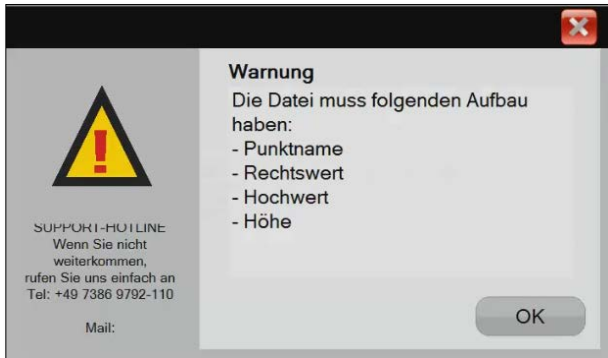 Warnung
Die Datei muss folgenden Aufbau
haben:
- Punktname
- Rechtswert
- Hochwert
- Höhe
SUPPORT-HOTLINE
Wenn Sie nicht
weiterkommen,
rufen Sie uns einfach an
Tel: +49 7386 9792-110
Mail:
OK